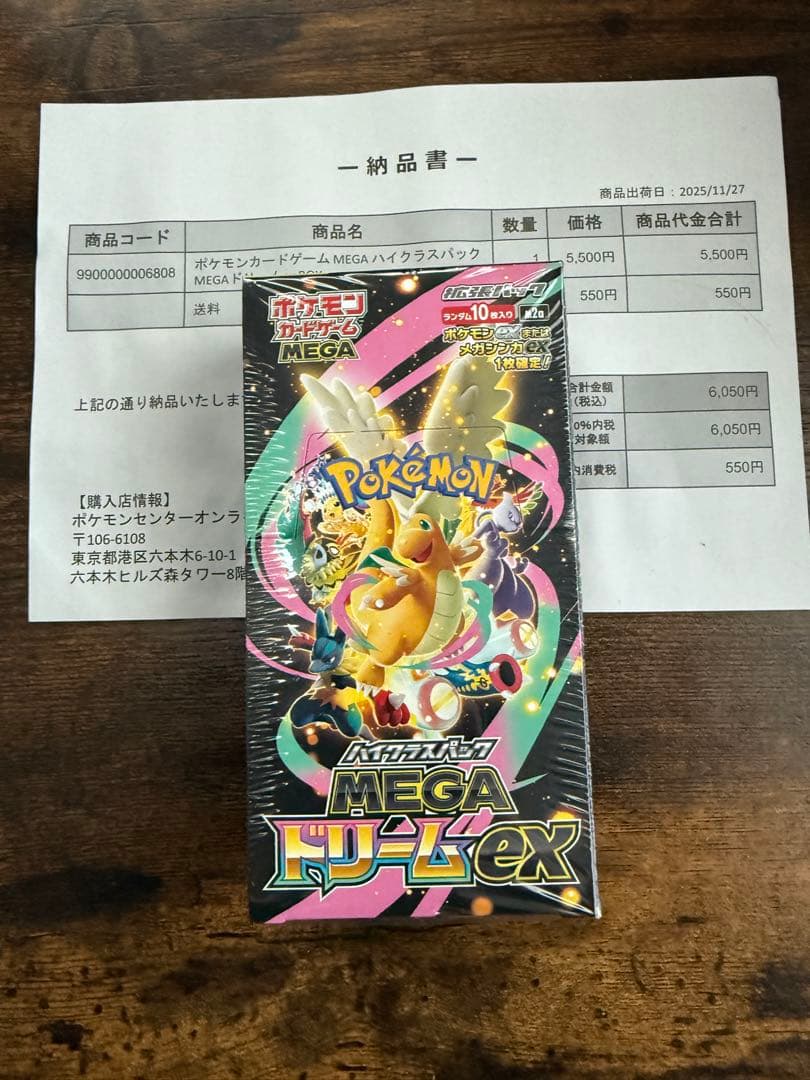 ー納品書ー
商品出荷日：2025/11/27
商品コード 商品名 数量 価格 商品代金合計
9900000006808 ポケモンカードゲーム MEGA ハイクラスパック 1 5,500円 5,500円
MEGAド
送料 550円 550円
上記の通り納品いたしま
合計金額
（税込） 6,050円
0%内税
対象額 6,050円
内消費税 550円
【購入店情報】
ポケモンセンターオンラ
〒106-6108
東京都港区六本木6-10-1
六本木ヒルズ森タワー8階
ポケモン
カードゲーム
MEGA
拡張パック
ランダム10枚入り M2a
ポケモンexまたは
メガシンカex
1枚確定！
POKéMON
ハイクラスパック
MEGA
ドリームex